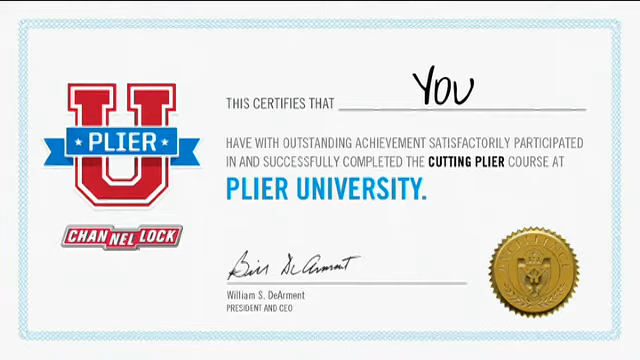 U
★ PLIER ★
CHANNELLOCK
THIS CERTIFIES THAT YOU
HAVE WITH OUTSTANDING ACHIEVEMENT SATISFACTORILY PARTICIPATED
IN AND SUCCESSFULLY COMPLETED THE CUTTING PLIER COURSE AT
PLIER UNIVERSITY.
Bill DeArment
William S. DeArment
PRESIDENT AND CEO